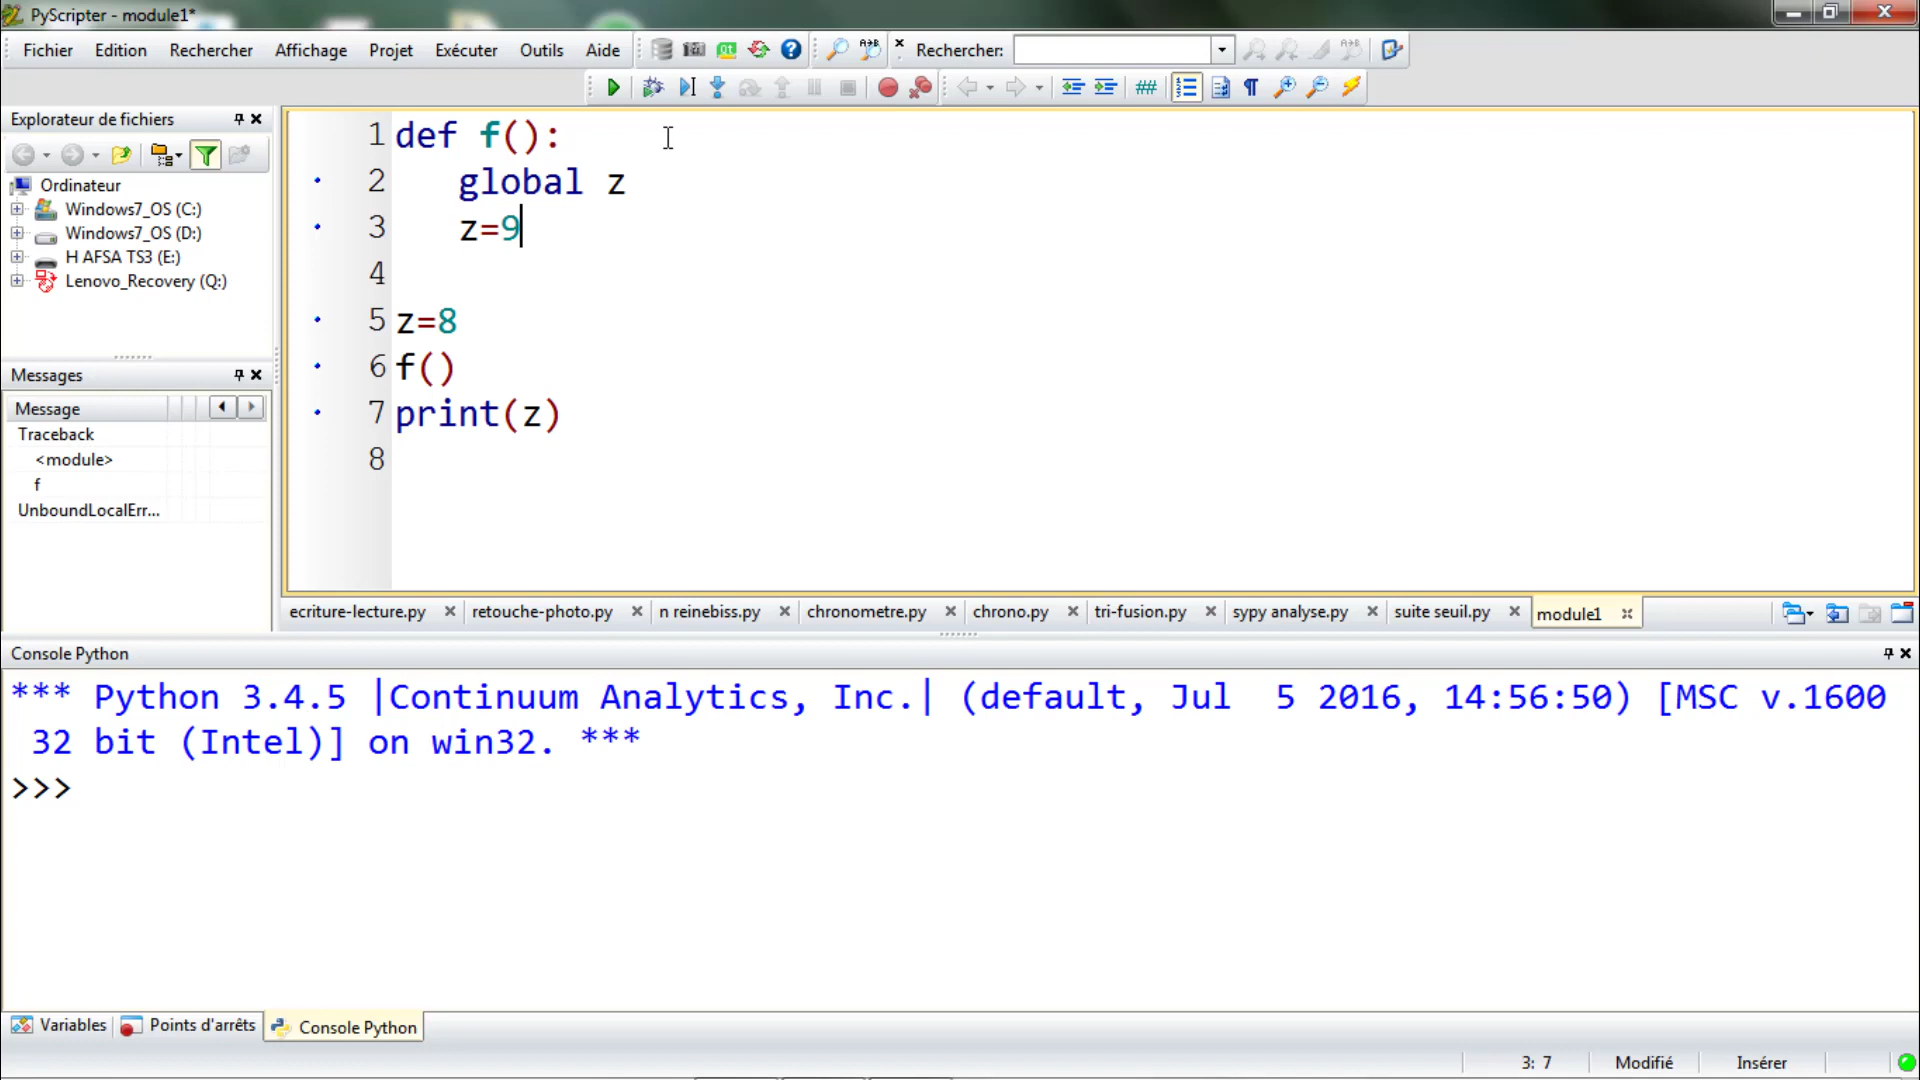 PyScripter - module1*
Fichier Edition Rechercher Affichage Projet Exécuter Outils Aide Rechercher:
Explorateur de fichiers
Ordinateur
Windows7_OS (C:)
Windows7_OS (D:)
H AFSA TS3 (E:)
Lenovo_Recovery (Q:)
Messages
Message
Traceback
<module>
f
UnboundLocalErr...
1 def f():
2 global z
3 z=9
4
5 z=8
6 f()
7 print(z)
8
ecriture-lecture.py retouche-photo.py n reinebiss.py chronometre.py chrono.py tri-fusion.py sypy analyse.py suite seuil.py module1
Console Python
*** Python 3.4.5 |Continuum Analytics, Inc.| (default, Jul  5 2016, 14:56:50) [MSC v.1600
32 bit (Intel)] on win32. ***
>>>
Variables Points d'arrêts Console Python
3: 7 Modifié Insérer